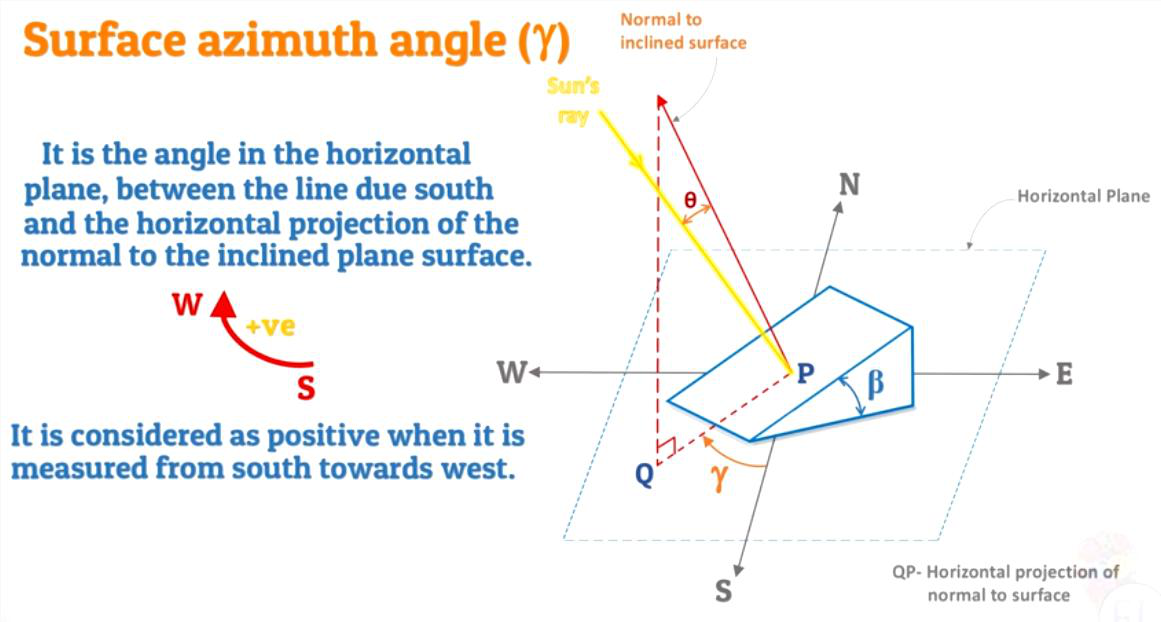 Surface azimuth angle (γ)
Normal to
inclined surface
Sun's
ray
It is the angle in the horizontal
plane, between the line due south
and the horizontal projection of the
normal to the inclined plane surface.
θ
N
Horizontal Plane
W
+ve
S
W
P
β
E
It is considered as positive when it is
measured from south towards west.
Q
γ
S
QP- Horizontal projection of
normal to surface